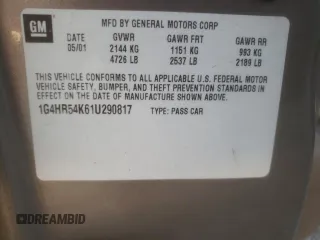 GM
MFD BY GENERAL MOTORS CORP
DATE GVWR GAWR FRT GAWR RR
05/01 2144 KG 1151 KG 993 KG
4726 LB 2537 LB 2189 LB
THIS VEHICLE CONFORMS TO ALL APPLICABLE U.S. FEDERAL MOTOR
VEHICLE SAFETY, BUMPER, AND THEFT PREVENTION STANDARDS IN
EFFECT ON THE DATE OF MANUFACTURE SHOWN ABOVE.
1G4HR54K61U290817 TYPE: PASS CAR
DREAMBID